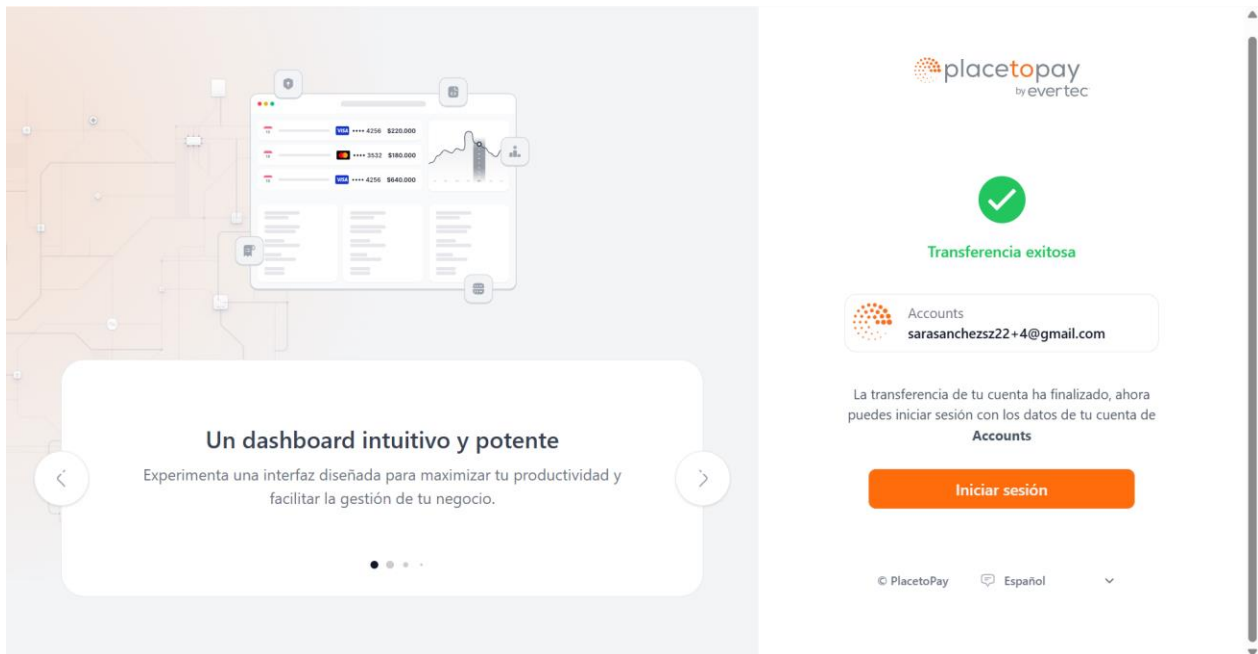 VISA •••• 4256 $220.000
•••• 3532 $180.000
VISA •••• 4256 $640.000
Un dashboard intuitivo y potente
Experimenta una interfaz diseñada para maximizar tu productividad y
facilitar la gestión de tu negocio.
placetopay
by evertec
Transferencia exitosa
Accounts
sarasanchezsz22+4@gmail.com
La transferencia de tu cuenta ha finalizado, ahora
puedes iniciar sesión con los datos de tu cuenta de
Accounts
Iniciar sesión
© PlacetoPay Español